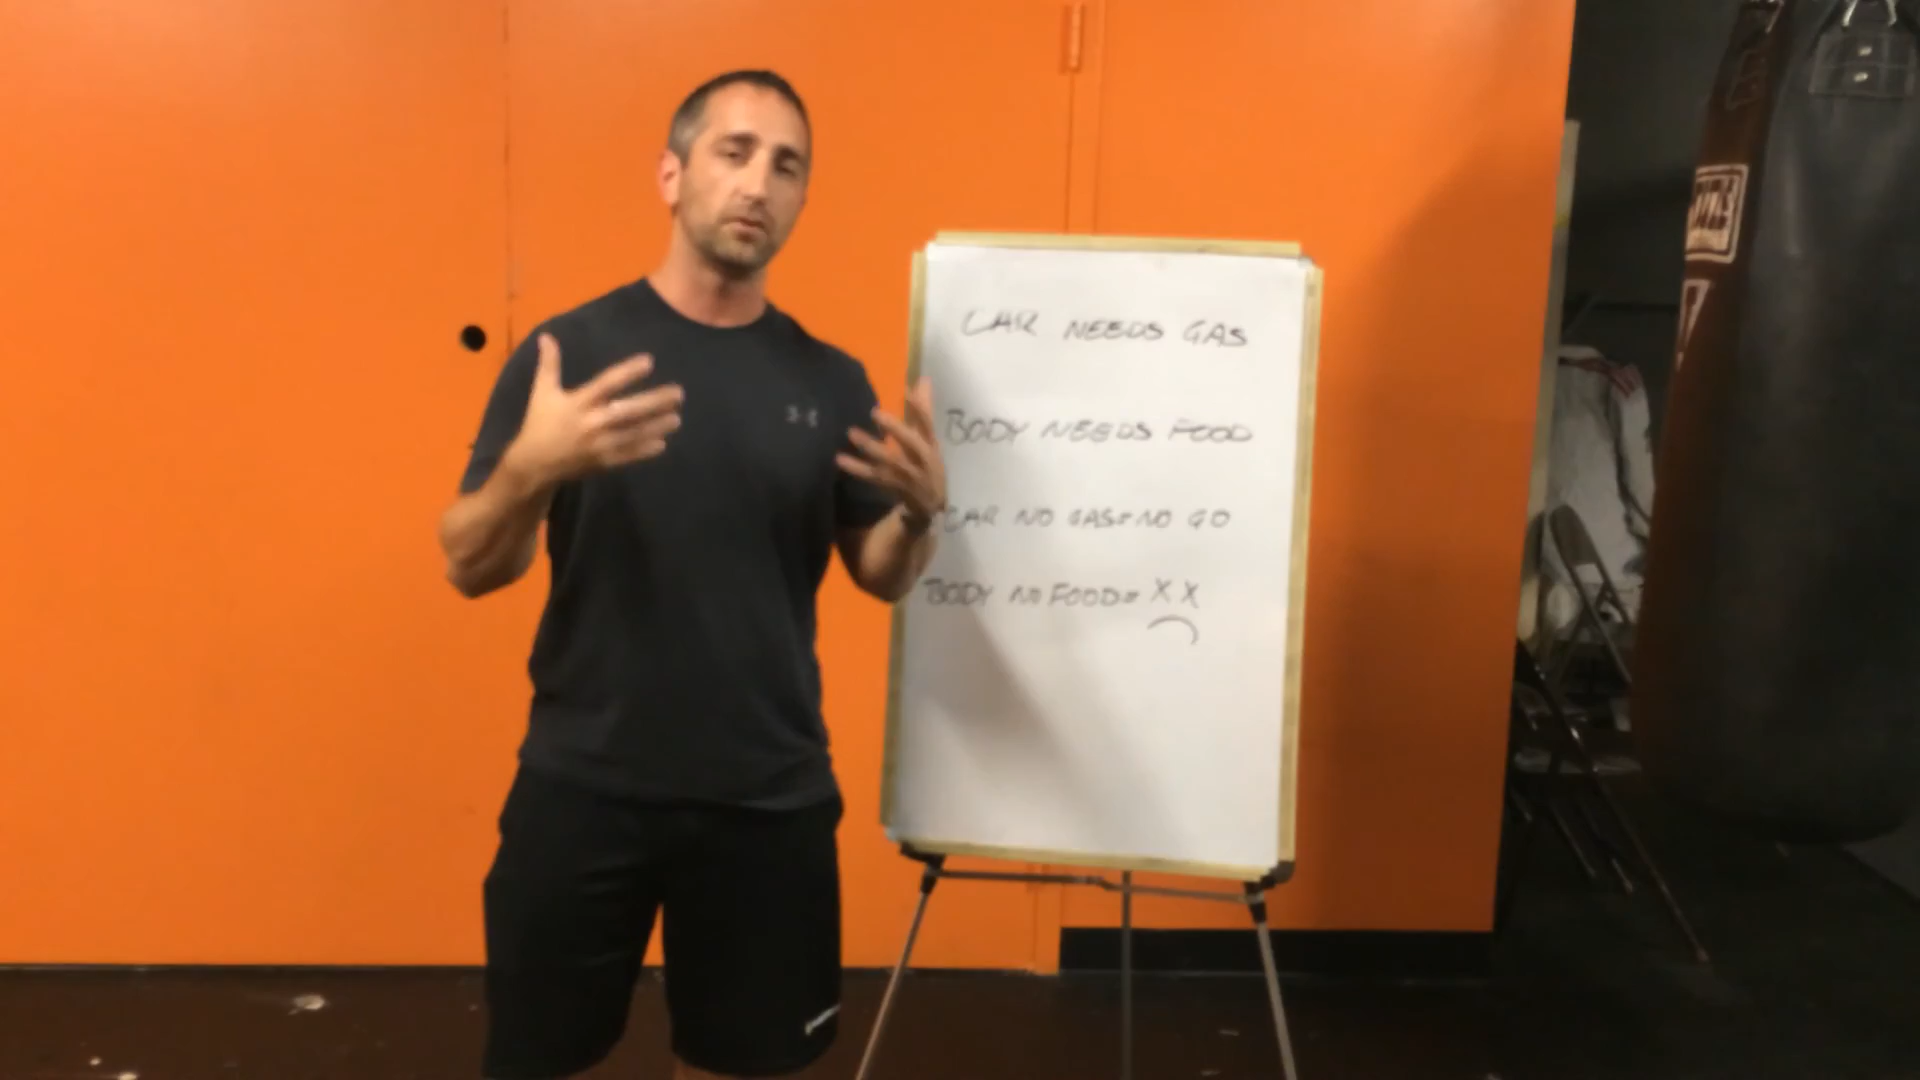 CAR NEEDS GAS
BODY NEEDS FOOD
CAR NO GAS = NO GO
BODY NO FOOD = X X